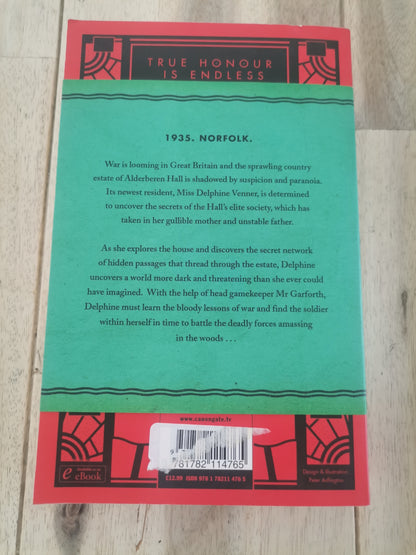 TRUE HONOUR
IS ENDLESS
1935. NORFOLK.
War is looming in Great Britain and the sprawling country
estate of Alderberen Hall is shadowed by suspicion and paranoia.
Its newest resident, Miss Delphine Venner, is determined
to uncover the secrets of the Hall's elite society, which has
taken in her gullible mother and unstable father.
As she explores the house and discovers the secret network
of hidden passages that thread through the estate, Delphine
uncovers a world more dark and threatening than she ever could
have imagined. With the help of head gamekeeper Mr Garforth,
Delphine must learn the bloody lessons of war and find the soldier
within herself in time to battle the deadly forces amassing
in the woods . . .
www.canongate.tv
781782 114765
£12.99 ISBN 978 1 78211 476 5
Available as an
eBook
Design & illustration:
Peter Adlington